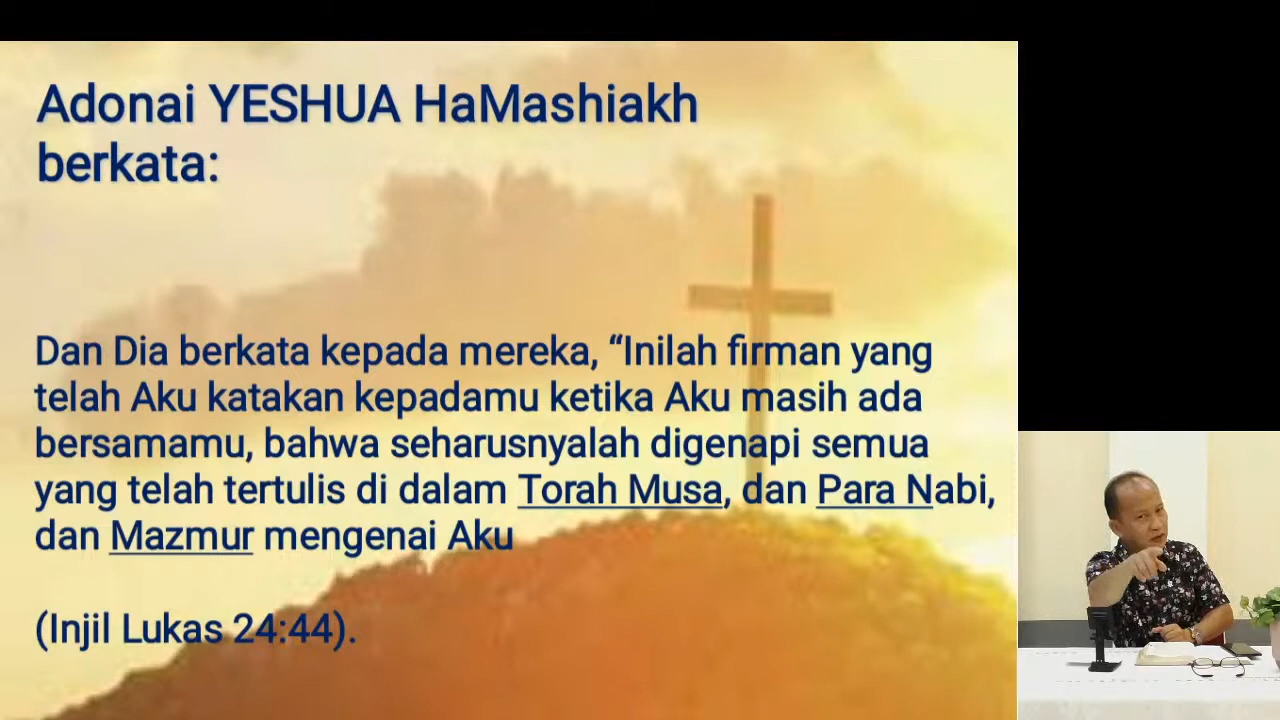 Adonai YESHUA HaMashiakh
berkata:
Dan Dia berkata kepada mereka, “Inilah firman yang
telah Aku katakan kepadamu ketika Aku masih ada
bersamamu, bahwa seharusnyalah digenapi semua
yang telah tertulis di dalam Torah Musa, dan Para Nabi,
dan Mazmur mengenai Aku
(Injil Lukas 24:44).